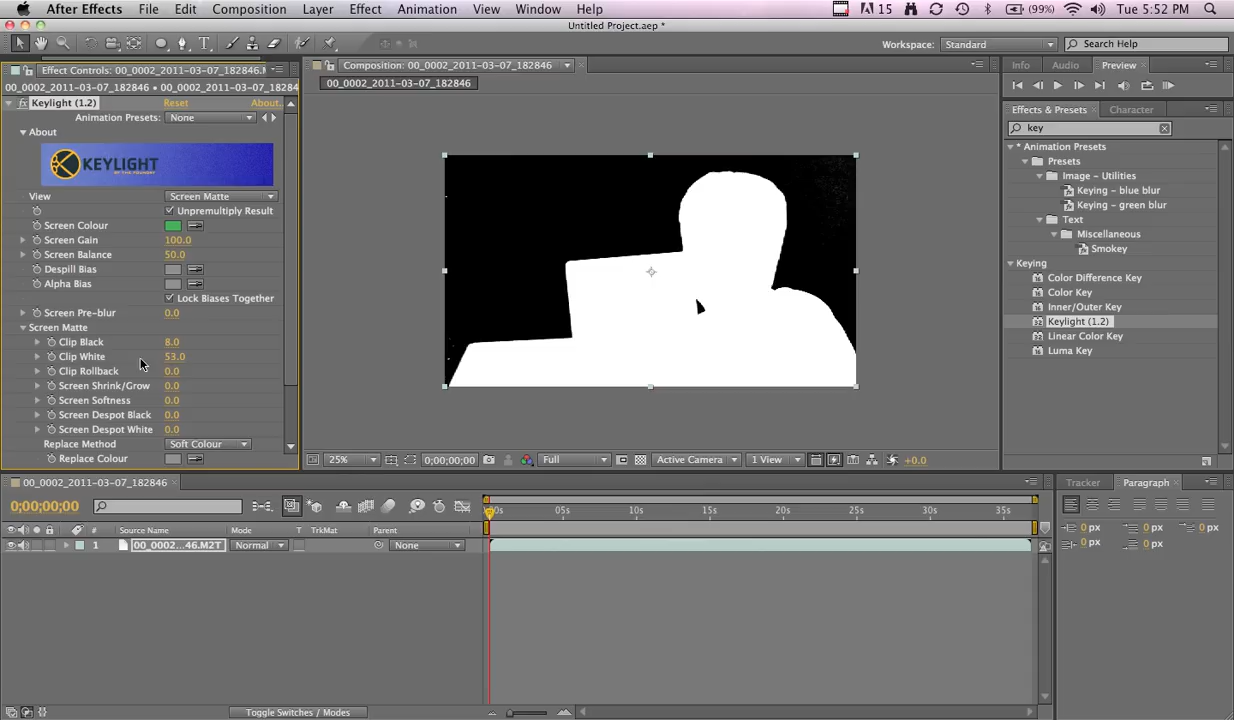 After Effects File Edit Composition Layer Effect Animation View Window Help 15 (99%) Tue 5:52 PM
Untitled Project.aep *
Workspace: Standard Search Help
Effect Controls: 00_0002_2011-03-07_182846.M
00_0002_2011-03-07_182846 • 00_0002_2011-03-07_18284
Keylight (1.2) Reset About...
Animation Presets: None
About
KEYLIGHT
BY THE FOUNDRY
View Screen Matte
Unpremultiply Result
Screen Colour
Screen Gain 100.0
Screen Balance 50.0
Despill Bias
Alpha Bias
Lock Biases Together
Screen Pre-blur 0.0
Screen Matte
Clip Black 8.0
Clip White 53.0
Clip Rollback 0.0
Screen Shrink/Grow 0.0
Screen Softness 0.0
Screen Despot Black 0.0
Screen Despot White 0.0
Replace Method Soft Colour
Replace Colour
Composition: 00_0002_2011-03-07_182846
00_0002_2011-03-07_182846
25% 0;00;00;00 Full Active Camera 1 View +0.0
Info Audio Preview
Effects & Presets Character
key
* Animation Presets
Presets
Image – Utilities
Keying – blue blur
Keying – green blur
Text
Miscellaneous
Smokey
Keying
Color Difference Key
Color Key
Inner/Outer Key
Keylight (1.2)
Linear Color Key
Luma Key
00_0002_2011-03-07_182846
0;00;00;00
# Source Name Mode T TrkMat Parent
1 00_0002...46.M2T Normal None
00s 05s 10s 15s 20s 25s 30s 35s
Toggle Switches / Modes
Tracker Paragraph
0 px 0 px 0 px
0 px 0 px